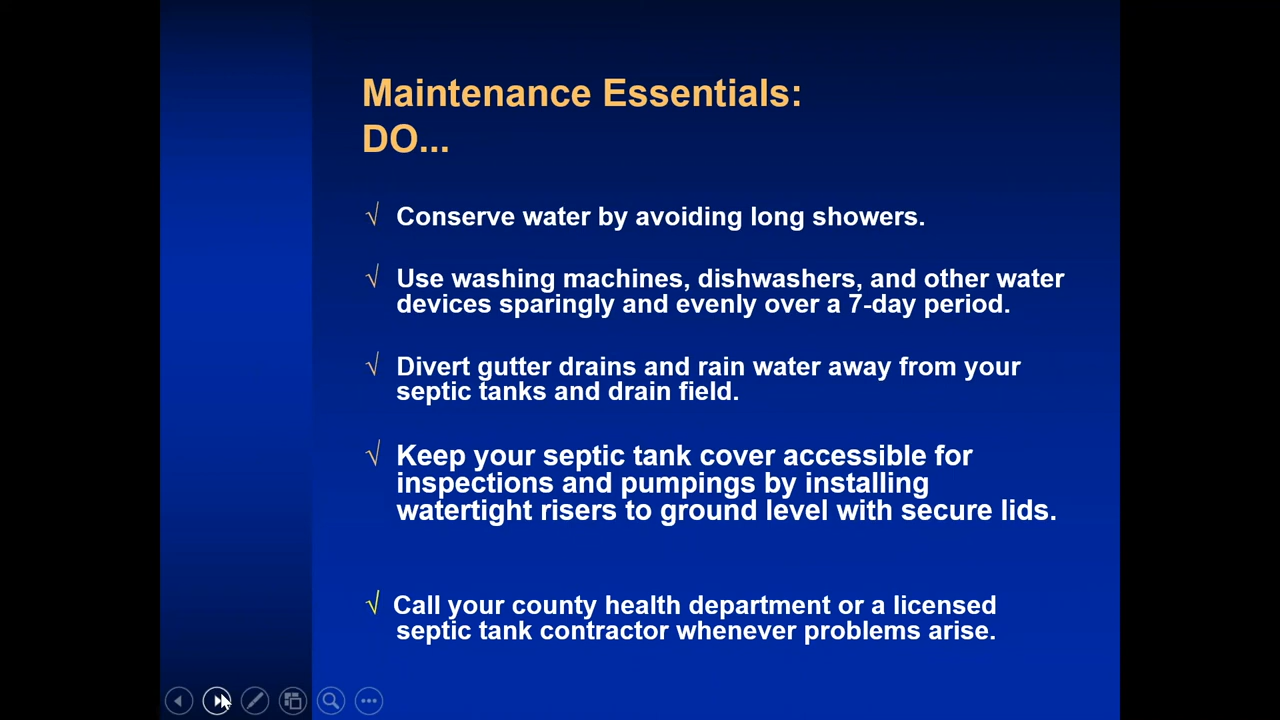 Maintenance Essentials:
DO...
√ Conserve water by avoiding long showers.
√ Use washing machines, dishwashers, and other water
devices sparingly and evenly over a 7-day period.
√ Divert gutter drains and rain water away from your
septic tanks and drain field.
√ Keep your septic tank cover accessible for
inspections and pumpings by installing
watertight risers to ground level with secure lids.
√ Call your county health department or a licensed
septic tank contractor whenever problems arise.